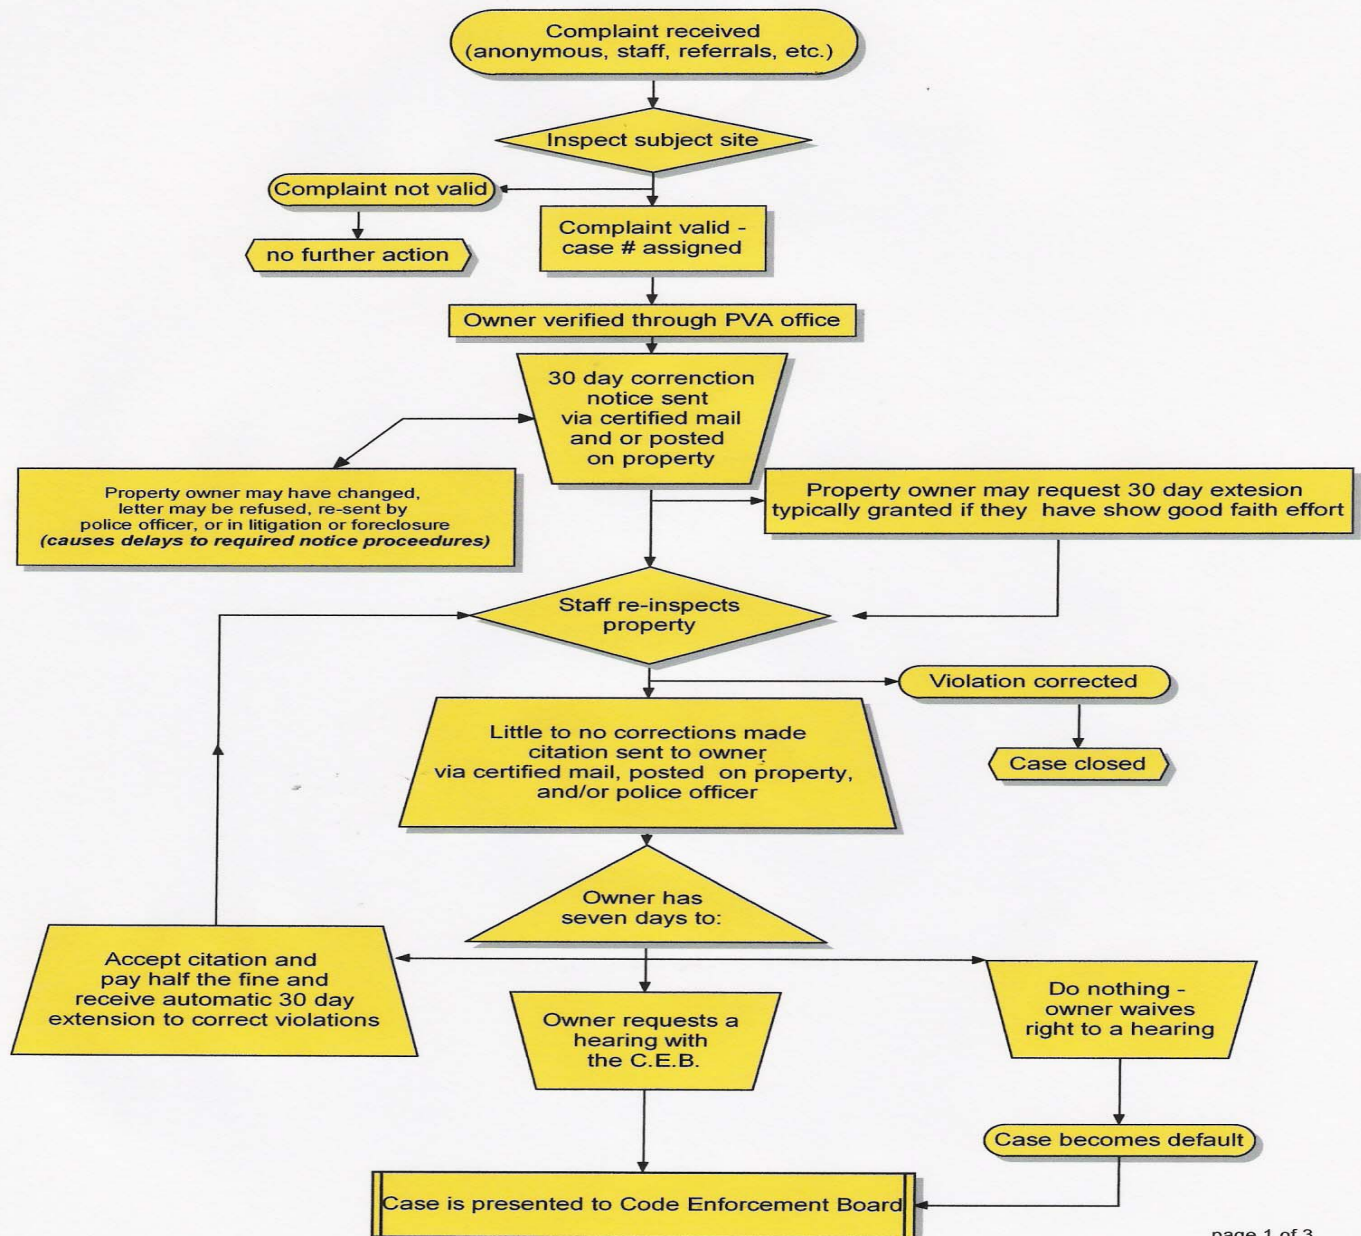 Complaint received
(anonymous, staff, referrals, etc.)
Inspect subject site
Complaint not valid
no further action
Complaint valid -
case # assigned
Owner verified through PVA office
30 day correnction
notice sent
via certified mail
and or posted
on property
Property owner may have changed,
letter may be refused, re-sent by
police officer, or in litigation or foreclosure
(causes delays to required notice proceedures)
Property owner may request 30 day extesion
typically granted if they have show good faith effort
Staff re-inspects
property
Violation corrected
Case closed
Little to no corrections made
citation sent to owner
via certified mail, posted on property,
and/or police officer
Owner has
seven days to:
Accept citation and
pay half the fine and
receive automatic 30 day
extension to correct violations
Owner requests a
hearing with
the C.E.B.
Do nothing -
owner waives
right to a hearing
Case becomes default
Case is presented to Code Enforcement Board
page 1 of 3